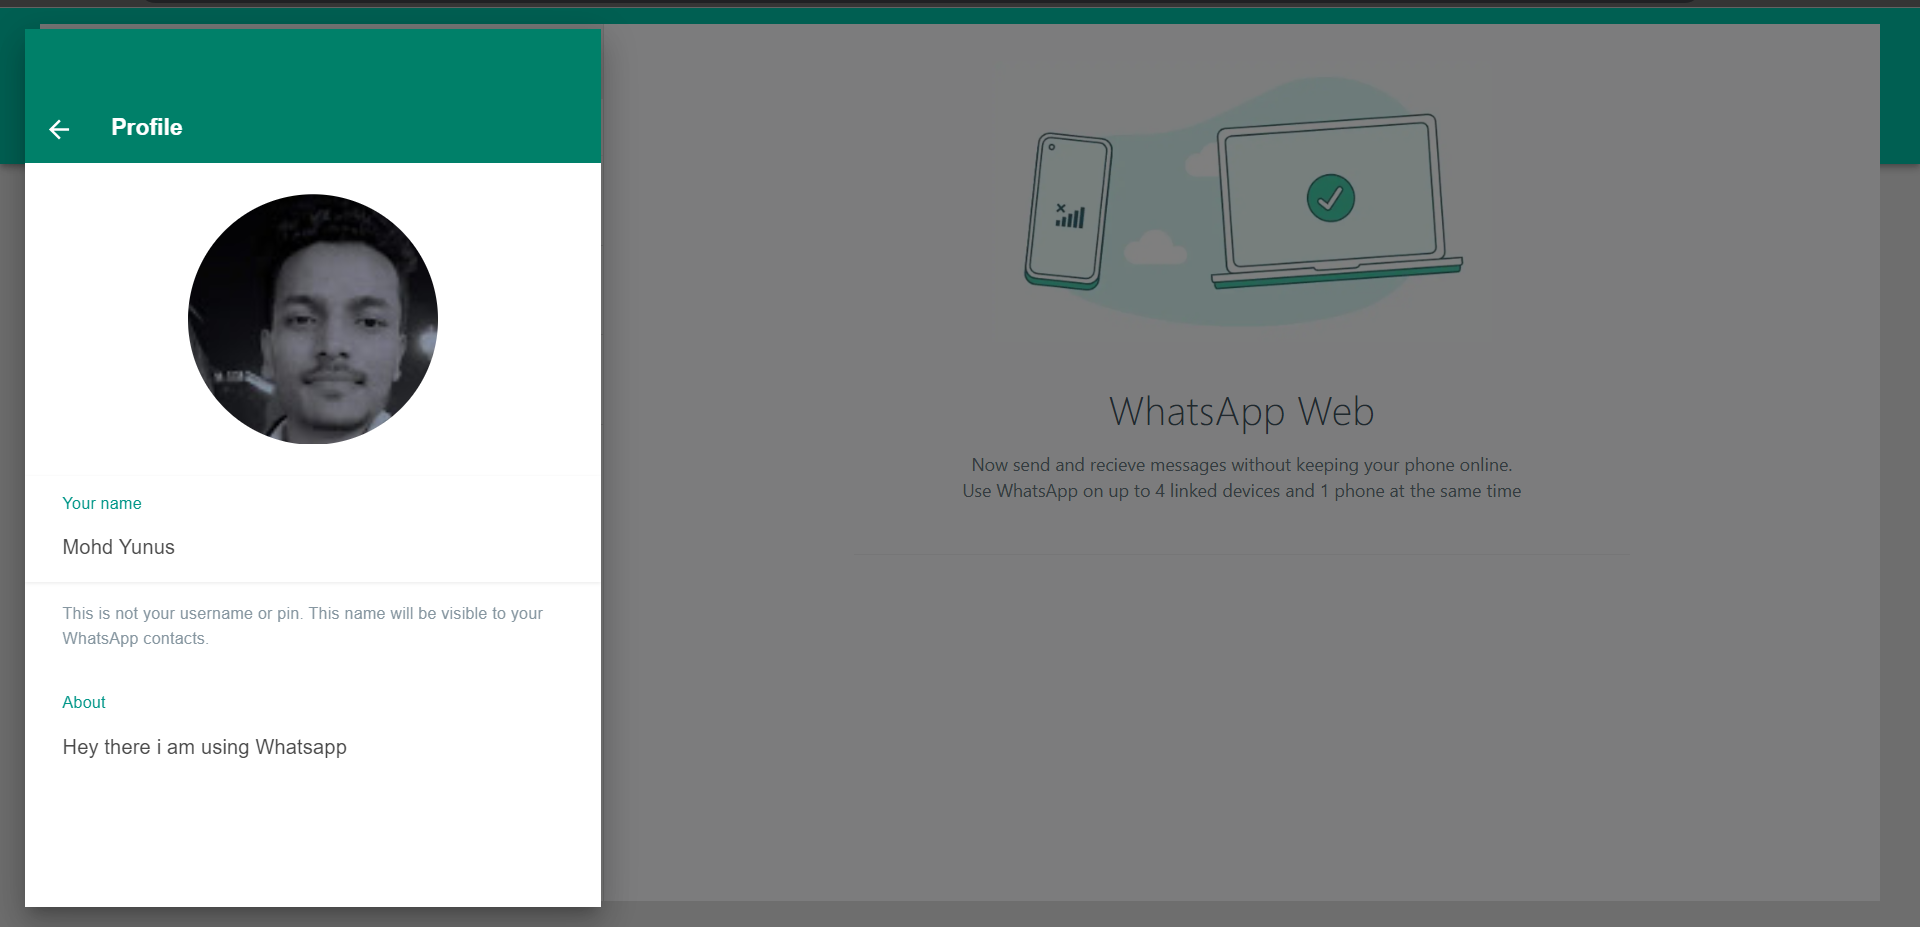 Profile
Your name
Mohd Yunus
This is not your username or pin. This name will be visible to your
WhatsApp contacts.
About
Hey there i am using Whatsapp
WhatsApp Web
Now send and recieve messages without keeping your phone online.
Use WhatsApp on up to 4 linked devices and 1 phone at the same time